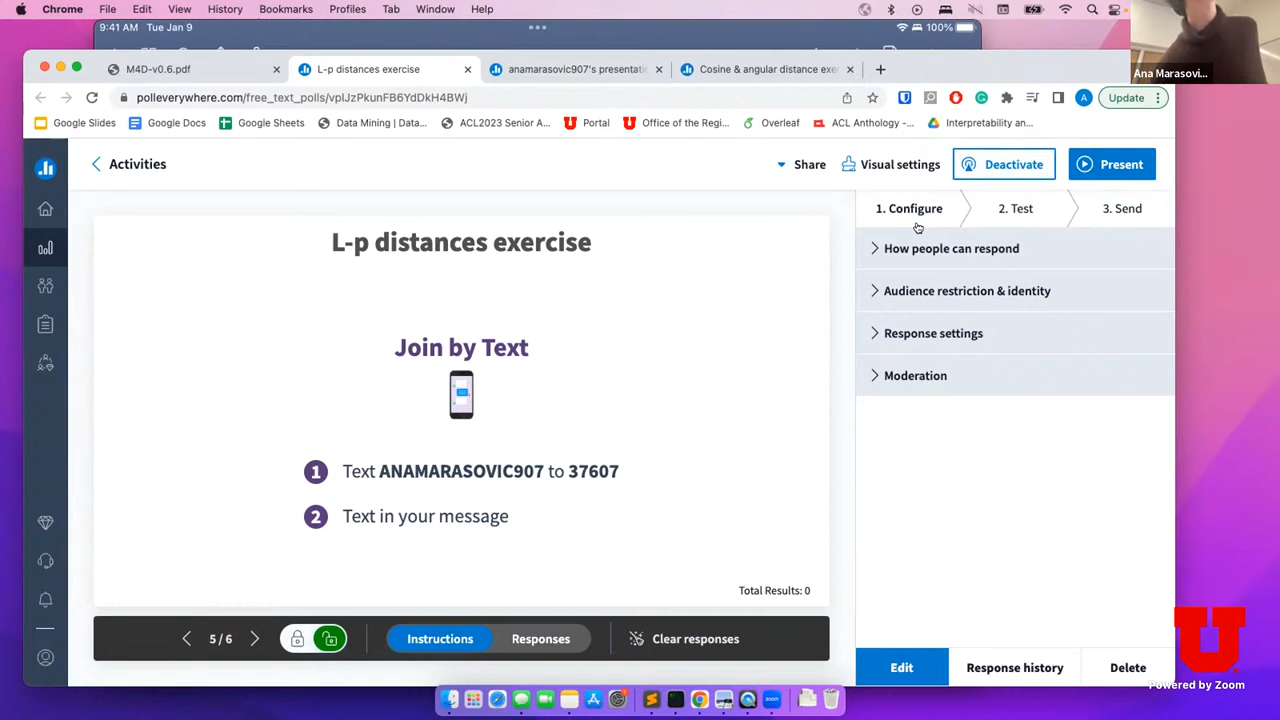 Chrome File Edit View History Bookmarks Profiles Tab Window Help
9:41 AM Tue Jan 9
100%
M4D-v0.6.pdf
L-p distances exercise
anamarasovic907's presentatio
Cosine & angular distance exe
Ana Marasovi...
polleverywhere.com/free_text_polls/vpIJzPkunFB6YdDkH4BWj
A
Update
Google Slides
Google Docs
Google Sheets
Data Mining | Data...
ACL2023 Senior A...
Portal
Office of the Regi...
Overleaf
ACL Anthology -...
Interpretability an...
Activities
Share
Visual settings
Deactivate
Present
1. Configure
2. Test
3. Send
L-p distances exercise
How people can respond
Audience restriction & identity
Response settings
Moderation
Join by Text
1 Text ANAMARASOVIC907 to 37607
2 Text in your message
Total Results: 0
5 / 6
Instructions
Responses
Clear responses
Edit
Response history
Delete
U
Powered by Zoom
zoom